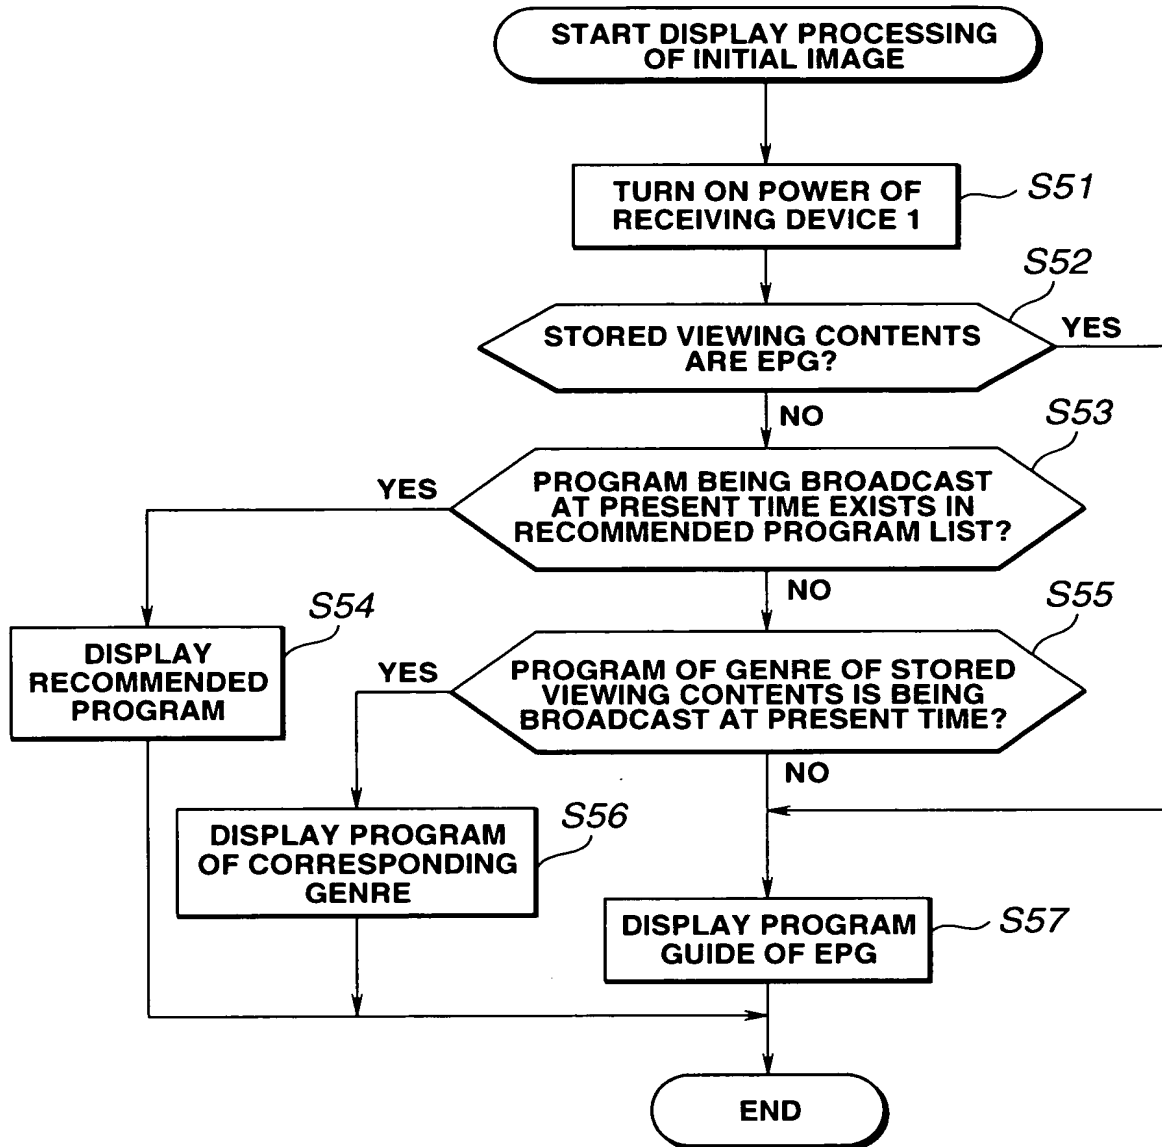 START DISPLAY PROCESSING
OF INITIAL IMAGE
TURN ON POWER OF
RECEIVING DEVICE 1
S51
S52
STORED VIEWING CONTENTS
ARE EPG?
YES
NO
S53
PROGRAM BEING BROADCAST
AT PRESENT TIME EXISTS IN
RECOMMENDED PROGRAM LIST?
YES
NO
S54
DISPLAY
RECOMMENDED
PROGRAM
S55
PROGRAM OF GENRE OF STORED
VIEWING CONTENTS IS BEING
BROADCAST AT PRESENT TIME?
YES
NO
S56
DISPLAY PROGRAM
OF CORRESPONDING
GENRE
S57
DISPLAY PROGRAM
GUIDE OF EPG
END